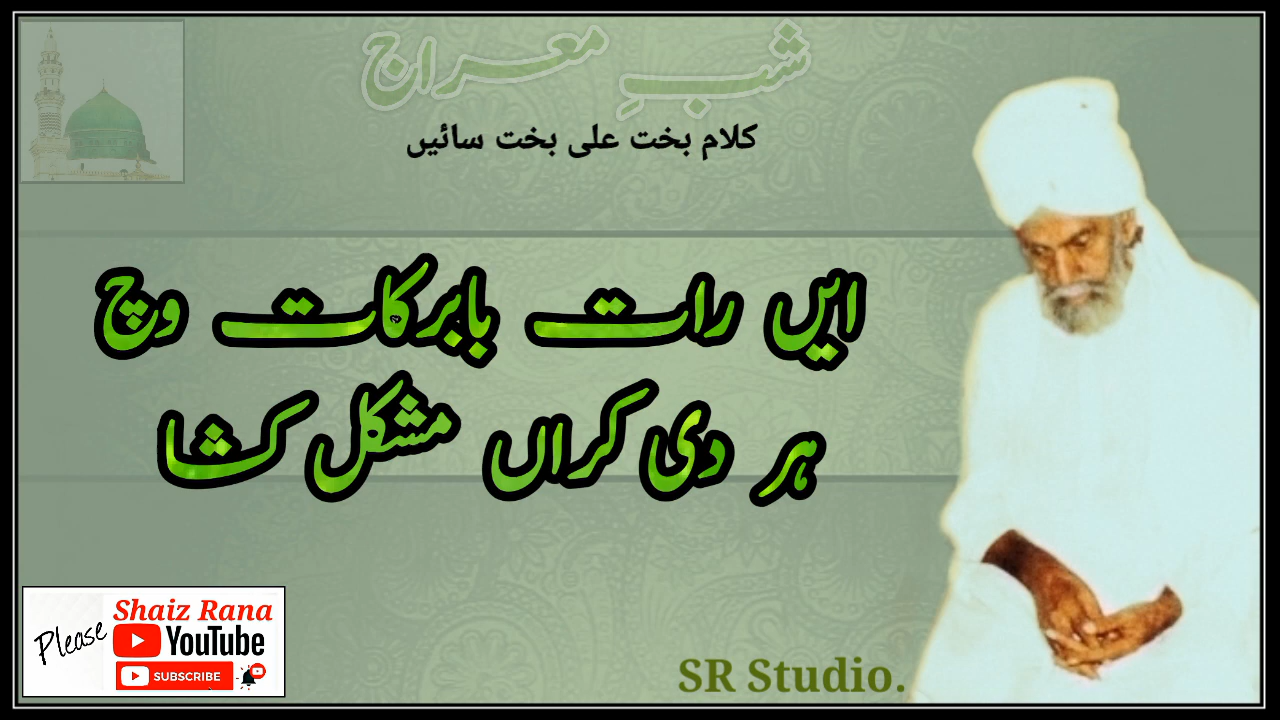 شبِ معراج
کلام بخت علی بخت سائیں
ایں رات بابرکات وچ
ہر دی کراں مشکل کشا
Please
Shaiz Rana
YouTube
SUBSCRIBE
SR Studio.